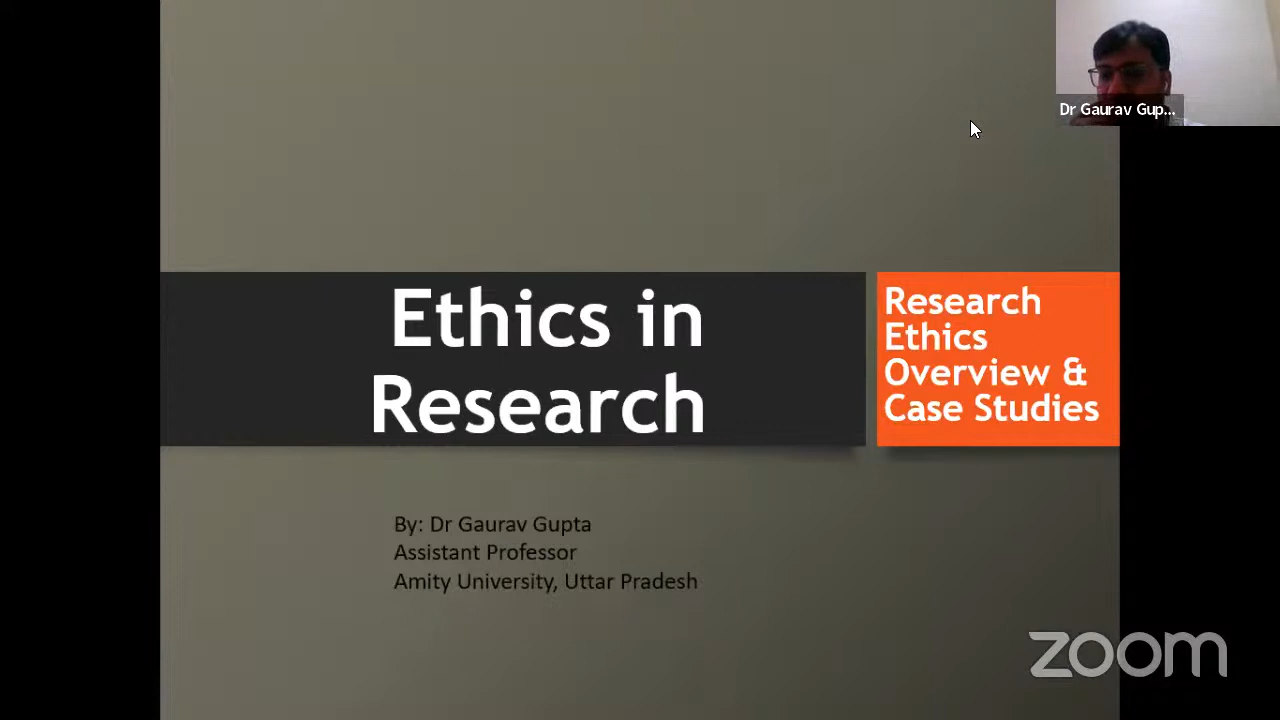 Dr Gaurav Gup...
Ethics in
Research
Research
Ethics
Overview &
Case Studies
By: Dr Gaurav Gupta
Assistant Professor
Amity University, Uttar Pradesh
zoom